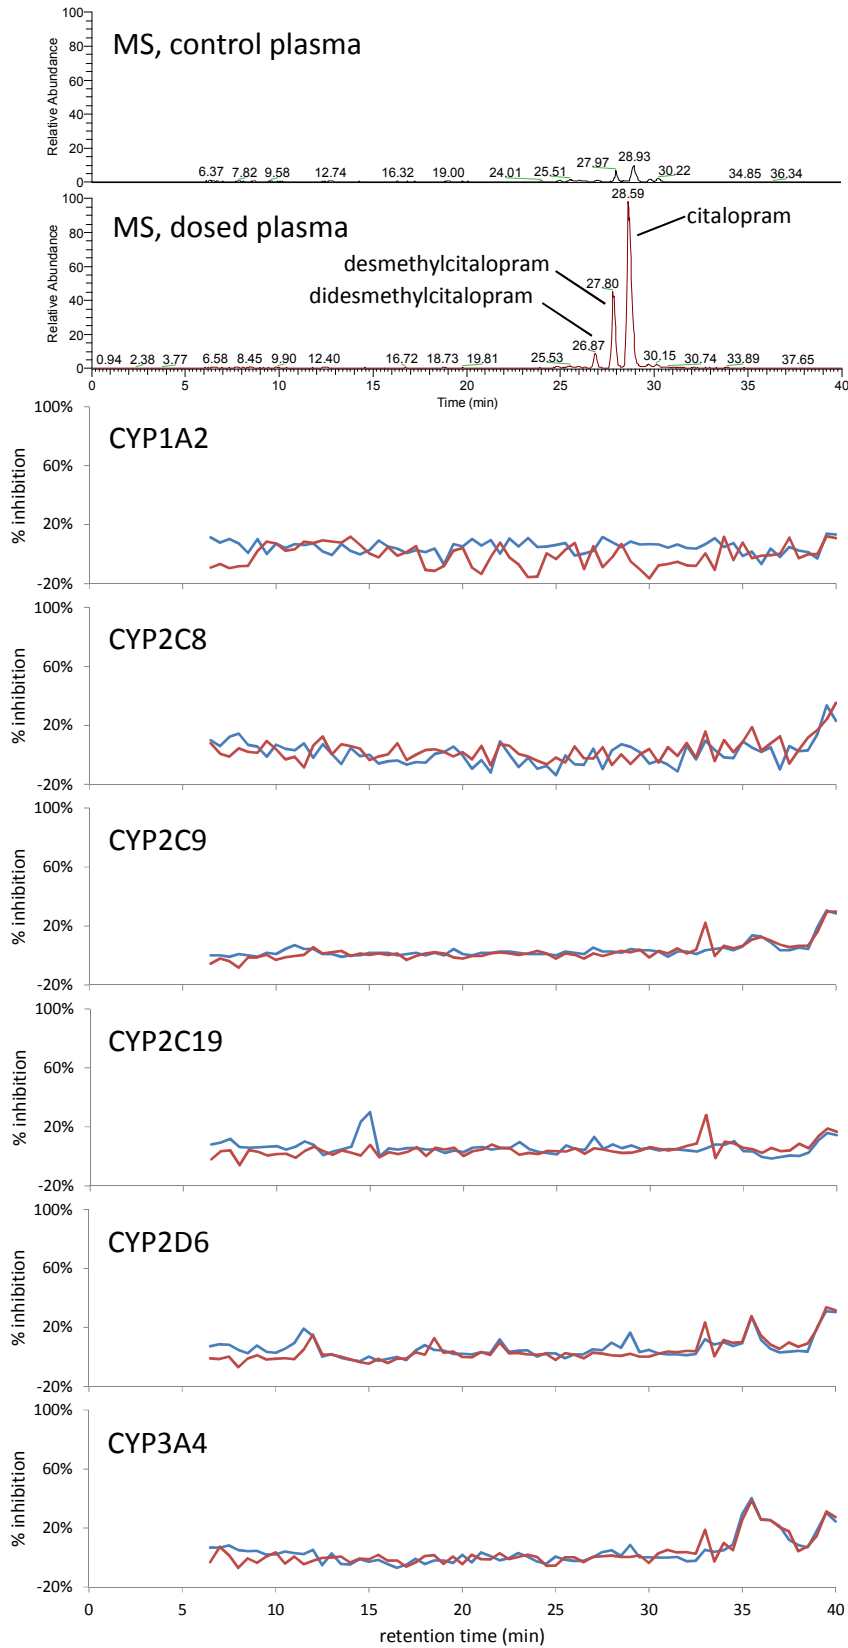 100
80
60
40
20
0
Relative Abundance
MS, control plasma
6.37 7.82 9.58 12.74 16.32 19.00 24.01 25.51 27.97 28.93 30.22 34.85 36.34
100
80
60
40
20
0
Relative Abundance
MS, dosed plasma
28.59
citalopram
desmethylcitalopram
27.80
didesmethylcitalopram
26.87
0.94 2.38 3.77 6.58 8.45 9.90 12.40 16.72 18.73 19.81 25.53 30.15 30.74 33.89 37.65
0 5 10 15 20 25 30 35 40
Time (min)
100%
60%
20%
-20%
% inhibition
CYP1A2
100%
60%
20%
-20%
% inhibition
CYP2C8
100%
60%
20%
-20%
% inhibition
CYP2C9
100%
60%
20%
-20%
% inhibition
CYP2C19
100%
60%
20%
-20%
% inhibition
CYP2D6
100%
60%
20%
-20%
% inhibition
CYP3A4
0 5 10 15 20 25 30 35 40
retention time (min)